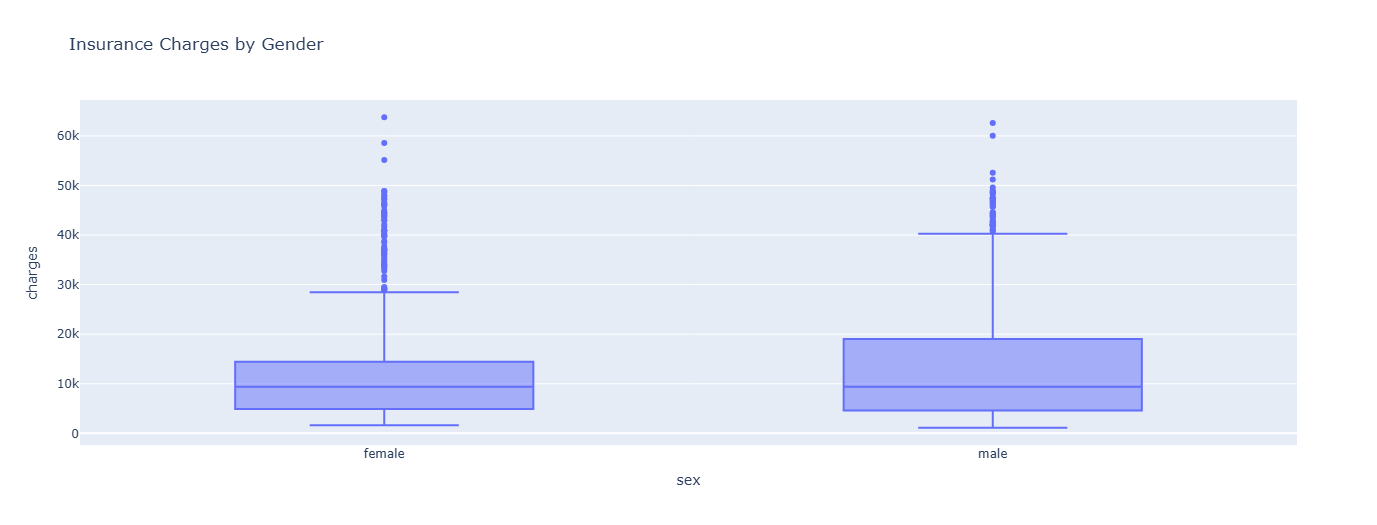 Insurance Charges by Gender
60k
50k
40k
30k
20k
10k
0
charges
female
male
sex